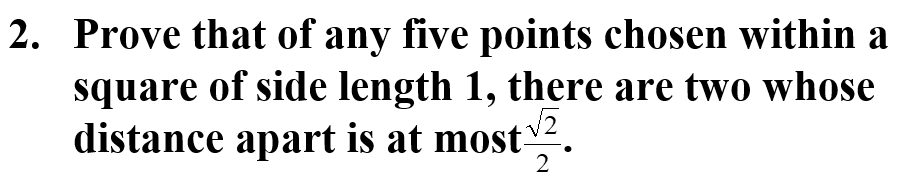 2. Prove that of any five points chosen within a
square of side length 1, there are two whose
distance apart is at most √2/2.